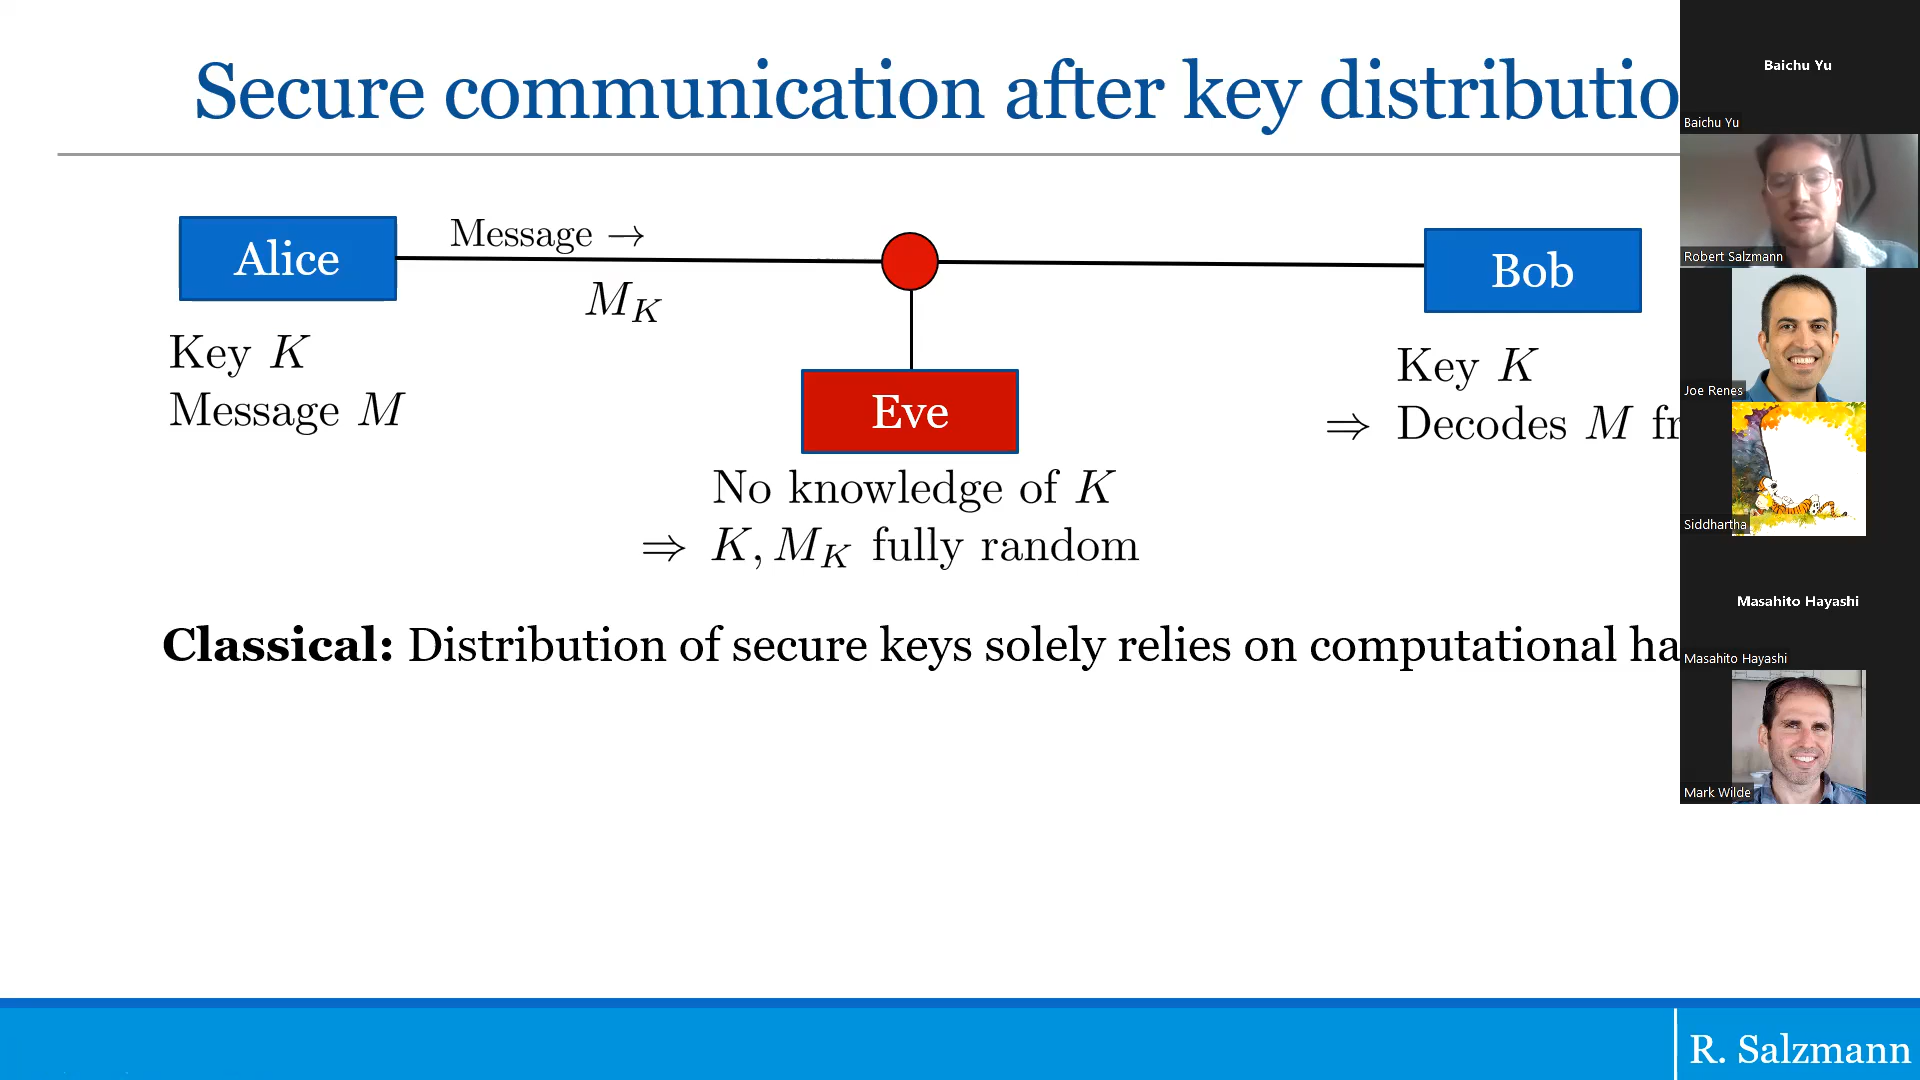 Secure communication after key distributio
Alice
Message →
M_K
Bob
Key K
Message M
Eve
Key K
⇒ Decodes M fr
No knowledge of K
⇒ K, M_K fully random
Classical: Distribution of secure keys solely relies on computational ha
R. Salzmann
Baichu Yu
Baichu Yu
Robert Salzmann
Joe Renes
Siddhartha
Masahito Hayashi
Masahito Hayashi
Mark Wilde